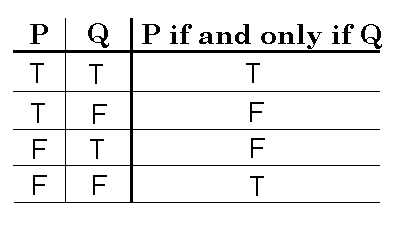 P Q P if and only if Q
T T T
T F F
F T F
F F T